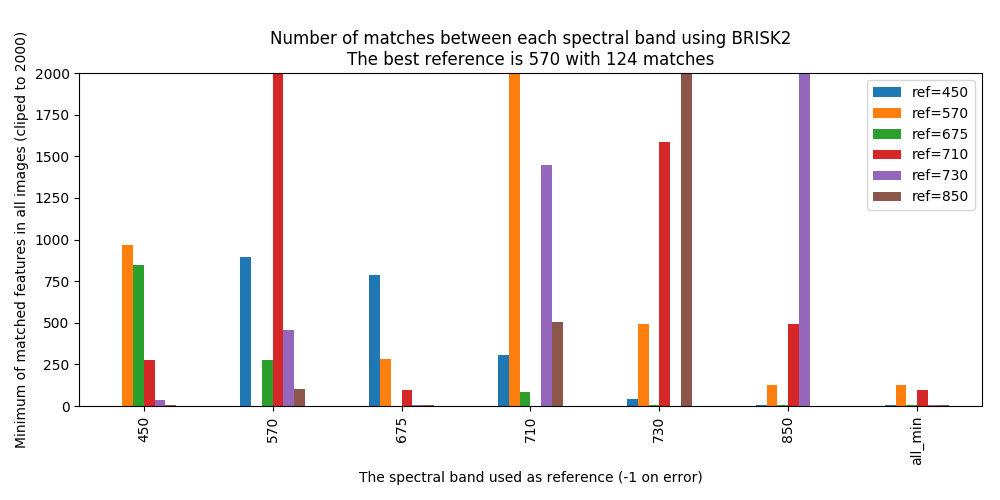 Number of matches between each spectral band using BRISK2
The best reference is 570 with 124 matches
Minimum of matched features in all images (cliped to 2000)
2000
1750
1500
1250
1000
750
500
250
0
ref=450
ref=570
ref=675
ref=710
ref=730
ref=850
450
570
675
710
730
850
all_min
The spectral band used as reference (-1 on error)